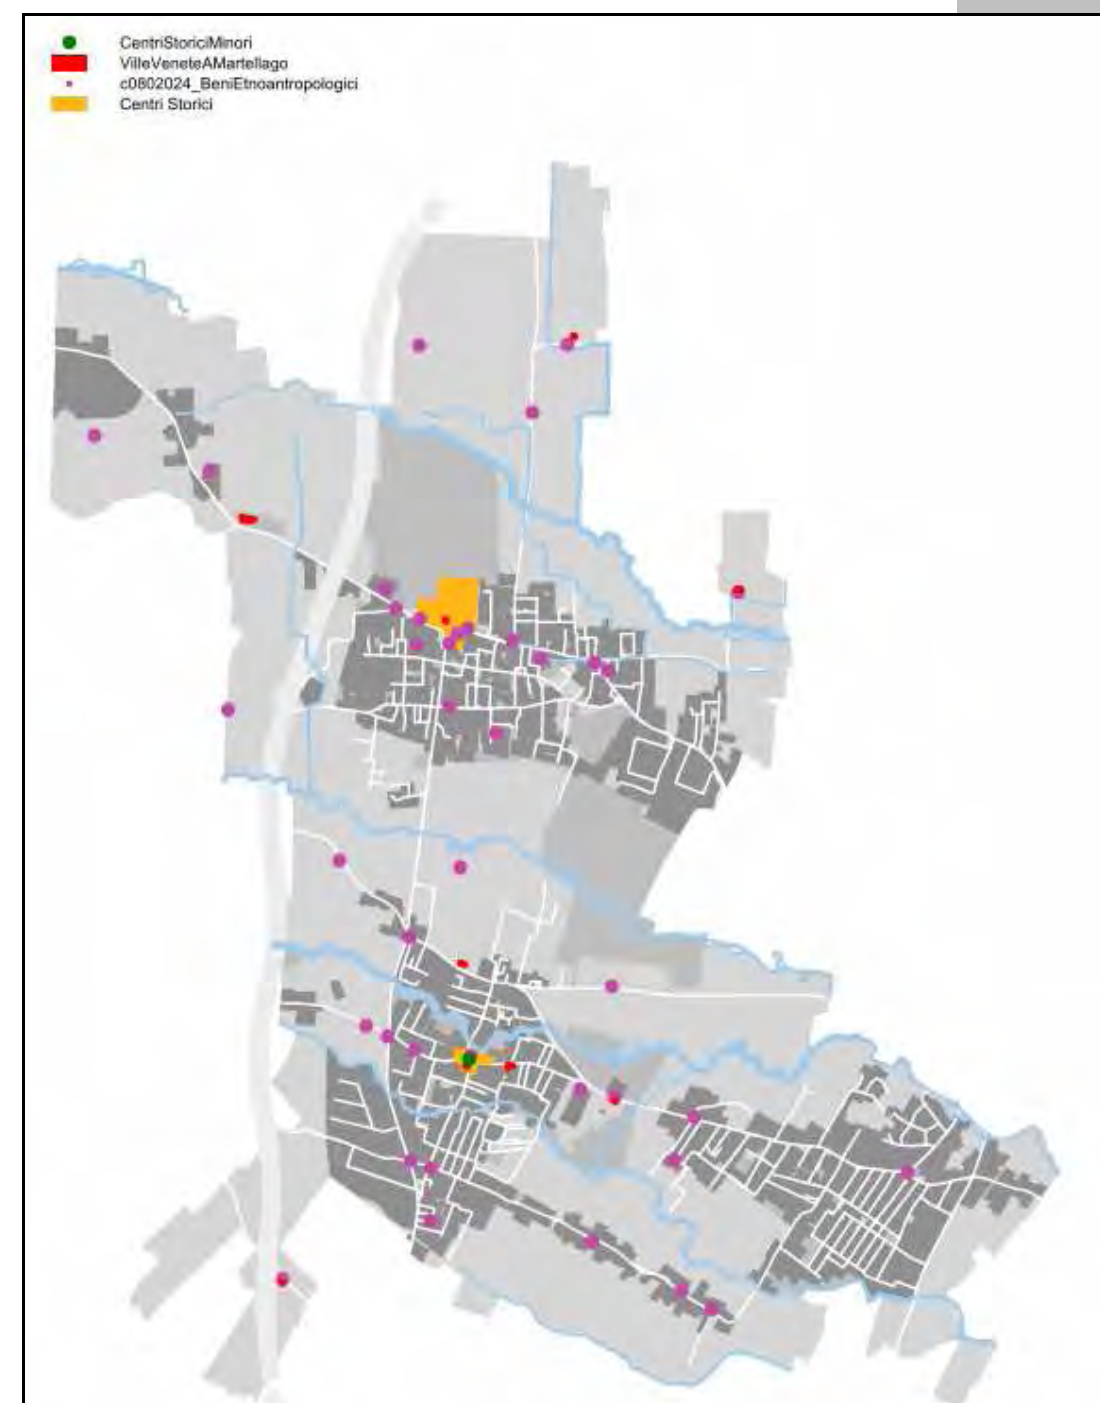 CentriStoriciMinori
VilleVeneteAMartellago
c0802024_BeniEtnoantropologici
Centri Storici